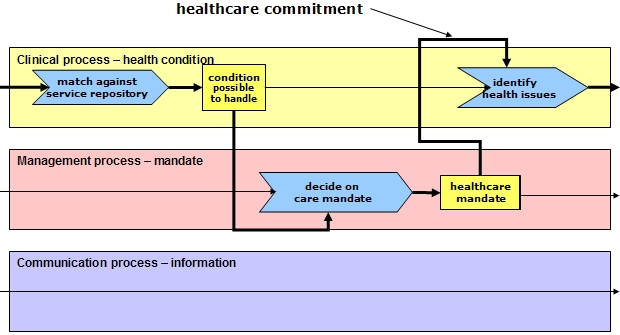 healthcare commitment
Clinical process – health condition
match against
service repository
condition
possible
to handle
identify
health issues
Management process – mandate
decide on
care mandate
healthcare
mandate
Communication process – information